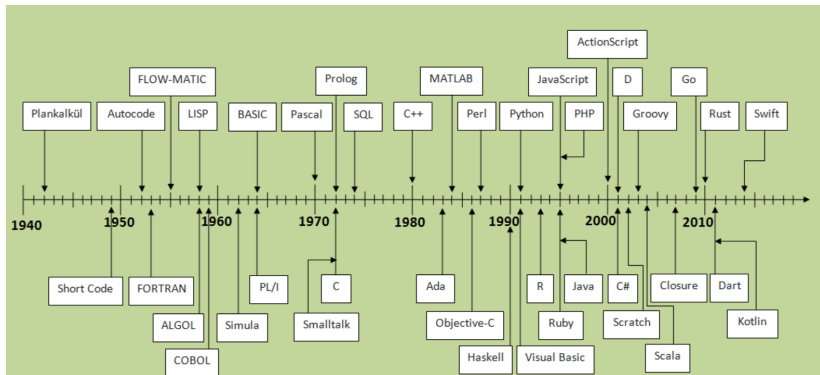 ActionScript
FLOW-MATIC
Prolog
MATLAB
JavaScript
D
Go
Plankalkül
Autocode
LISP
BASIC
Pascal
SQL
C++
Perl
Python
PHP
Groovy
Rust
Swift
1940
1950
1960
1970
1980
1990
2000
2010
Short Code
FORTRAN
PL/I
C
Ada
R
Java
C#
Closure
Dart
ALGOL
Simula
Smalltalk
Objective-C
Ruby
Scratch
Kotlin
COBOL
Haskell
Visual Basic
Scala